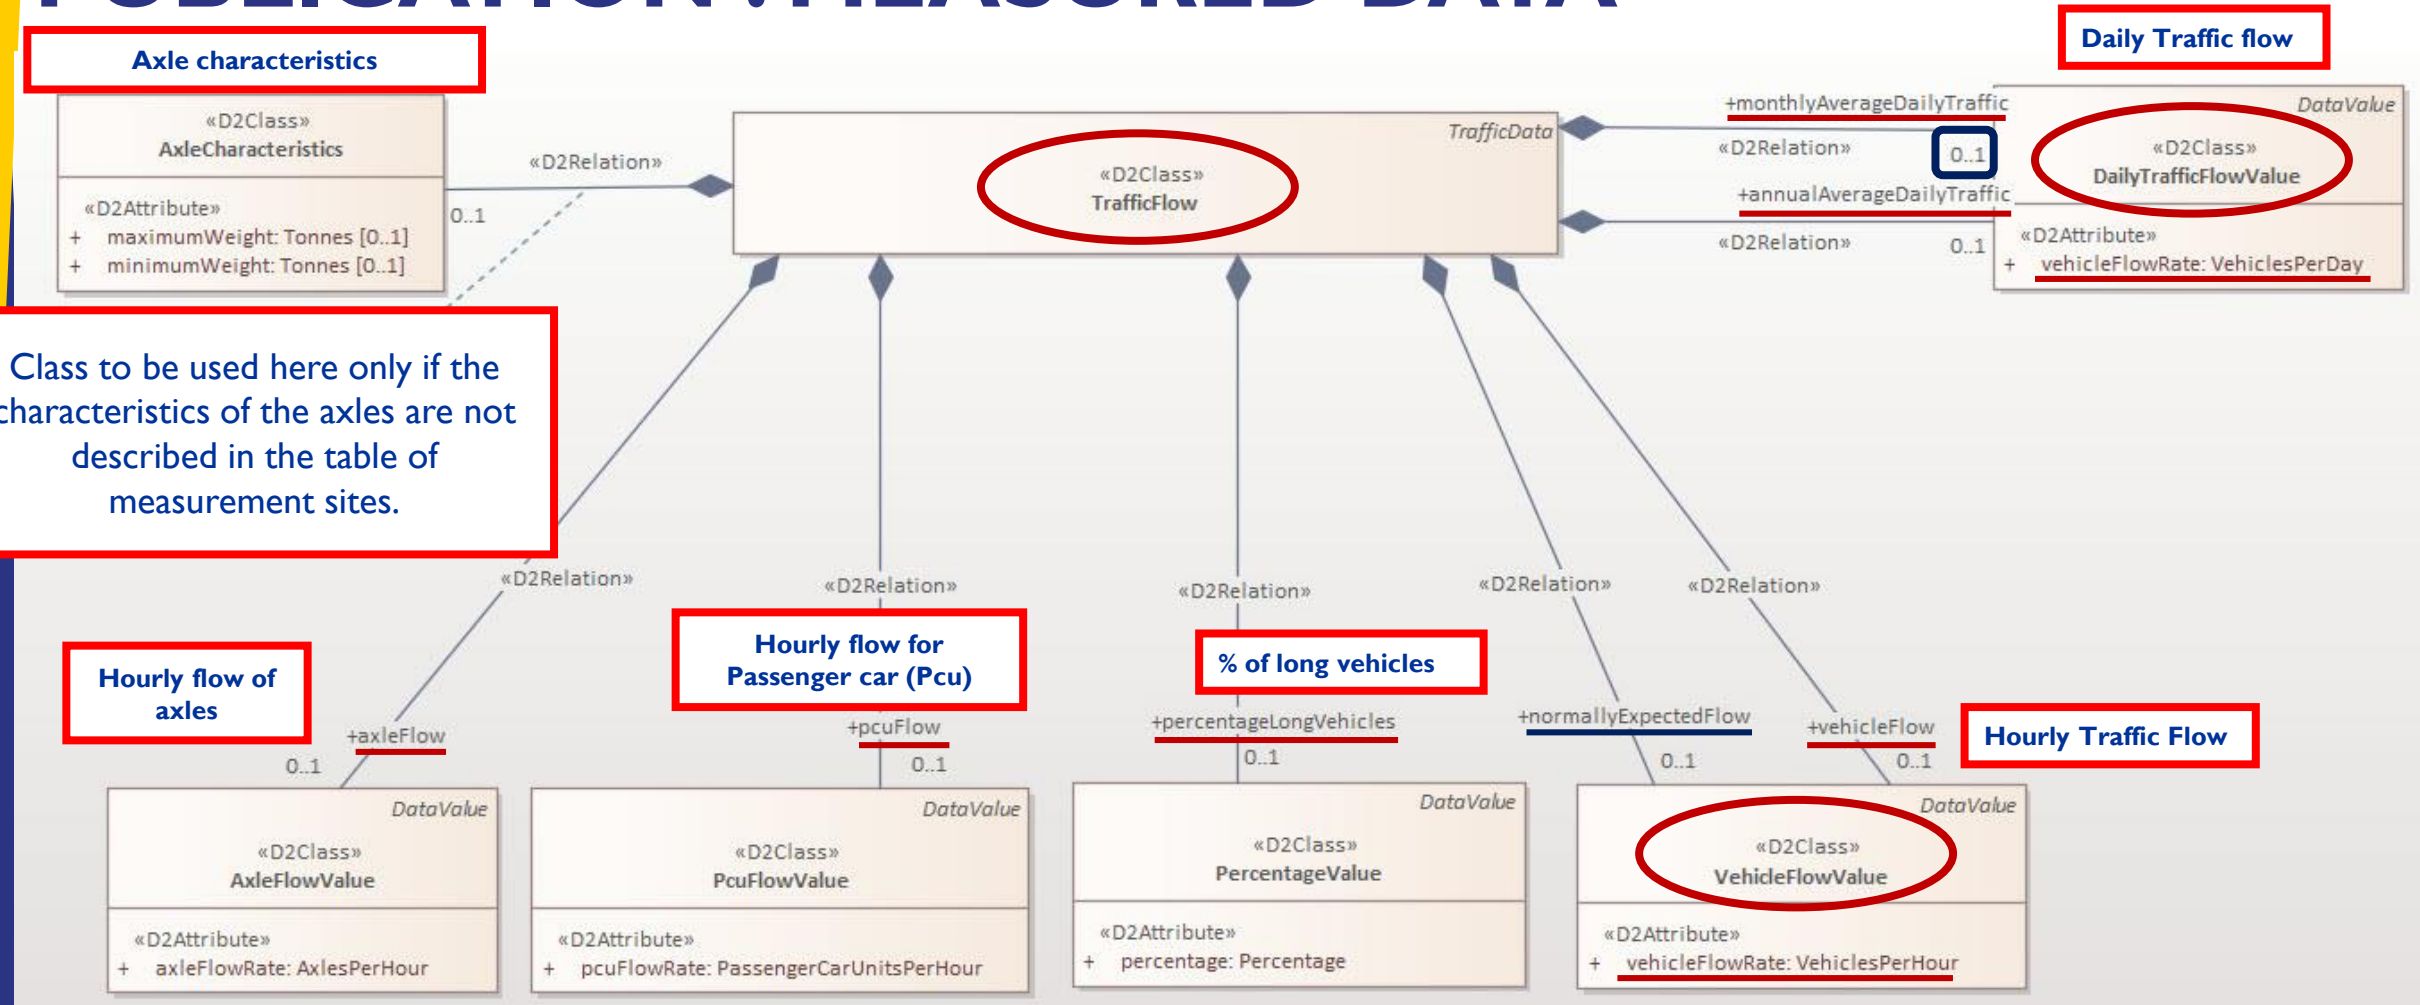 PUBLICATION : MEASURED DATA
Axle characteristics
Daily Traffic flow
«D2Class»
AxleCharacteristics
«D2Attribute»
+ maximumWeight: Tonnes [0..1]
+ minimumWeight: Tonnes [0..1]
«D2Relation»
0..1
TrafficData
«D2Class»
TrafficFlow
+monthlyAverageDailyTraffic
«D2Relation»
0..1
+annualAverageDailyTraffic
«D2Relation»
0..1
DataValue
«D2Class»
DailyTrafficFlowValue
«D2Attribute»
+ vehicleFlowRate: VehiclesPerDay
Class to be used here only if the
characteristics of the axles are not
described in the table of
measurement sites.
«D2Relation»
«D2Relation»
«D2Relation»
«D2Relation»
«D2Relation»
Hourly flow of
axles
Hourly flow for
Passenger car (Pcu)
% of long vehicles
Hourly Traffic Flow
+axleFlow
0..1
+pcuFlow
0..1
+percentageLongVehicles
0..1
+normallyExpectedFlow
0..1
+vehicleFlow
0..1
DataValue
«D2Class»
AxleFlowValue
«D2Attribute»
+ axleFlowRate: AxlesPerHour
DataValue
«D2Class»
PcuFlowValue
«D2Attribute»
+ pcuFlowRate: PassengerCarUnitsPerHour
DataValue
«D2Class»
PercentageValue
«D2Attribute»
+ percentage: Percentage
DataValue
«D2Class»
VehicleFlowValue
«D2Attribute»
+ vehicleFlowRate: VehiclesPerHour